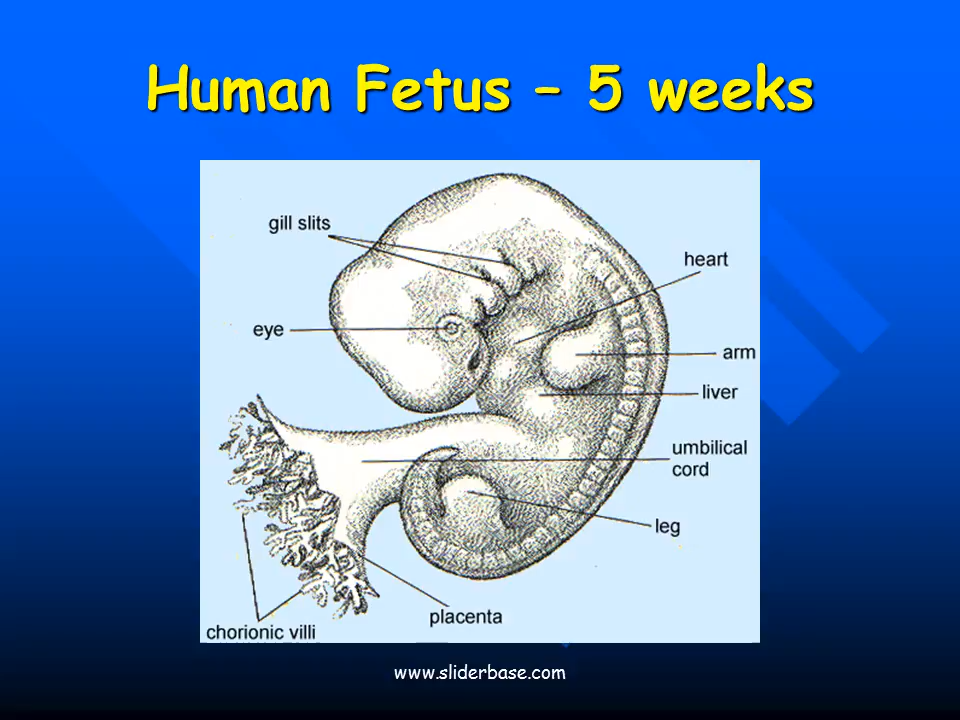 Human Fetus – 5 weeks
gill slits
heart
eye
arm
liver
umbilical
cord
leg
placenta
chorionic villi
www.sliderbase.com